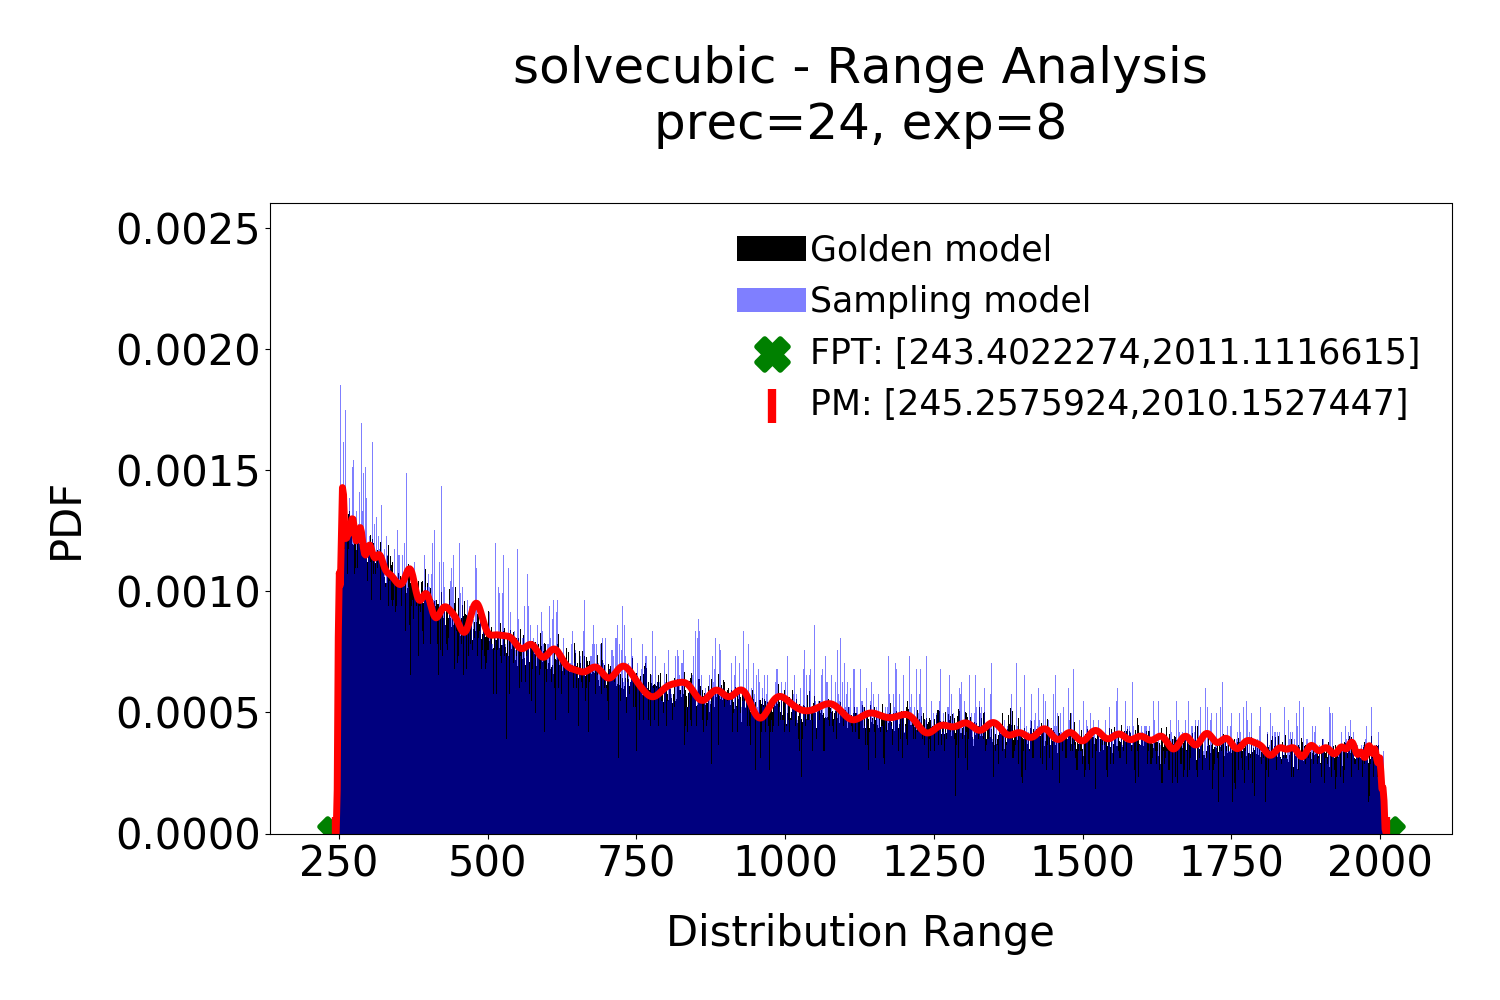 solvecubic - Range Analysis
prec=24, exp=8
Golden model
Sampling model
FPT: [243.4022274,2011.1116615]
PM: [245.2575924,2010.1527447]
PDF
0.0025
0.0020
0.0015
0.0010
0.0005
0.0000
250 500 750 1000 1250 1500 1750 2000
Distribution Range